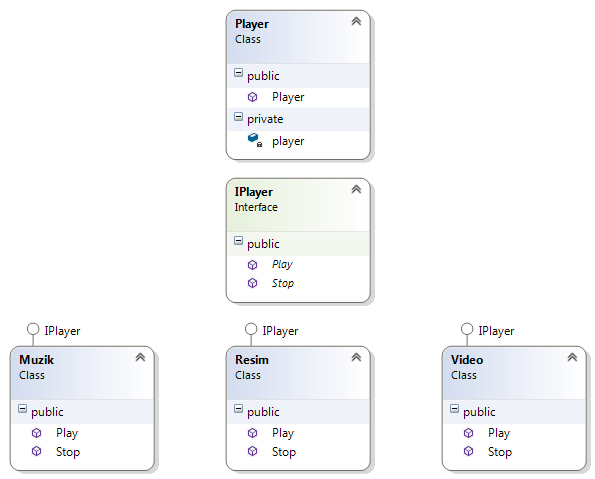 Player
Class
public
Player
private
player
IPlayer
Interface
public
Play
Stop
IPlayer
Muzik
Class
public
Play
Stop
IPlayer
Resim
Class
public
Play
Stop
IPlayer
Video
Class
public
Play
Stop